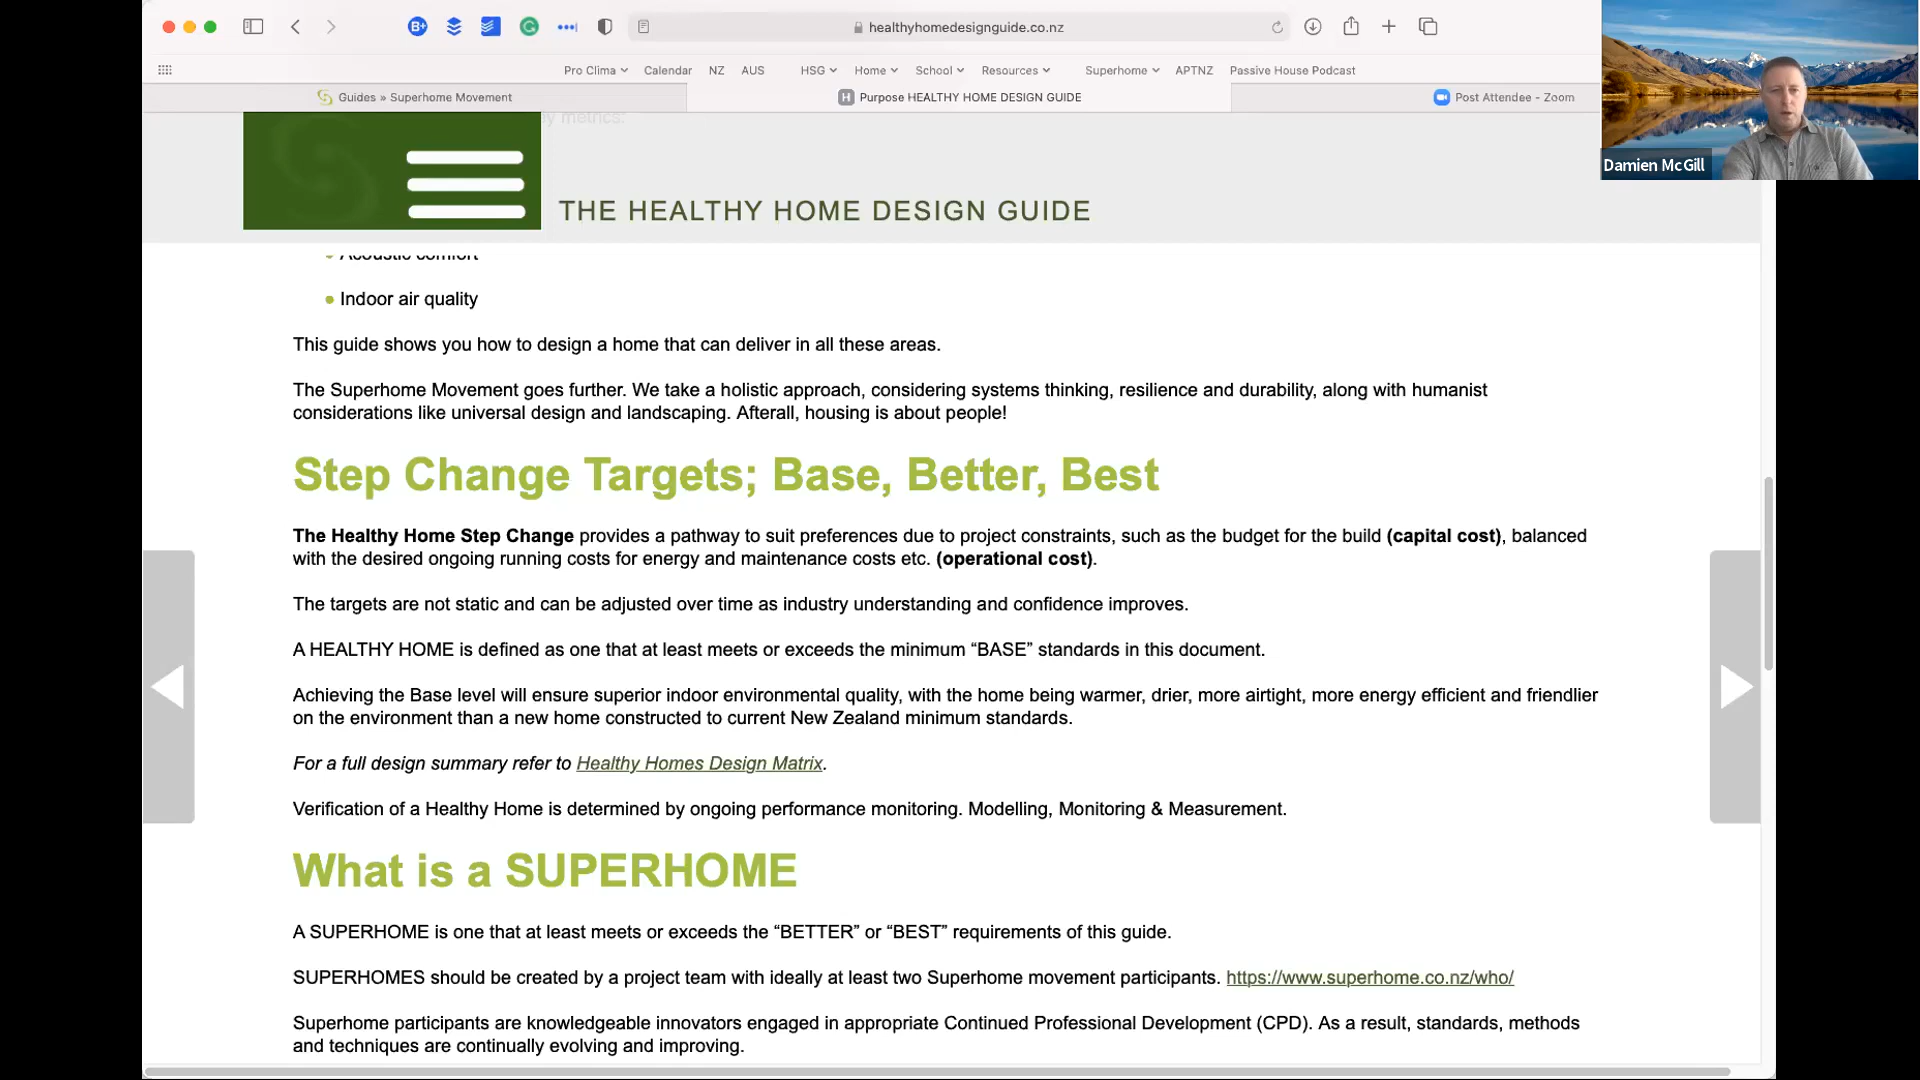 healthyhomedesignguide.co.nz
Pro Clima Calendar NZ AUS HSG Home School Resources Superhome APTNZ Passive House Podcast
Guides » Superhome Movement
H Purpose HEALTHY HOME DESIGN GUIDE
Post Attendee - Zoom
Damien McGill
metrics:
THE HEALTHY HOME DESIGN GUIDE
Acoustic comfort
Indoor air quality
This guide shows you how to design a home that can deliver in all these areas.
The Superhome Movement goes further. We take a holistic approach, considering systems thinking, resilience and durability, along with humanist
considerations like universal design and landscaping. Afterall, housing is about people!
Step Change Targets; Base, Better, Best
The Healthy Home Step Change provides a pathway to suit preferences due to project constraints, such as the budget for the build (capital cost), balanced
with the desired ongoing running costs for energy and maintenance costs etc. (operational cost).
The targets are not static and can be adjusted over time as industry understanding and confidence improves.
A HEALTHY HOME is defined as one that at least meets or exceeds the minimum “BASE” standards in this document.
Achieving the Base level will ensure superior indoor environmental quality, with the home being warmer, drier, more airtight, more energy efficient and friendlier
on the environment than a new home constructed to current New Zealand minimum standards.
For a full design summary refer to Healthy Homes Design Matrix.
Verification of a Healthy Home is determined by ongoing performance monitoring. Modelling, Monitoring & Measurement.
What is a SUPERHOME
A SUPERHOME is one that at least meets or exceeds the “BETTER” or “BEST” requirements of this guide.
SUPERHOMES should be created by a project team with ideally at least two Superhome movement participants. https://www.superhome.co.nz/who/
Superhome participants are knowledgeable innovators engaged in appropriate Continued Professional Development (CPD). As a result, standards, methods
and techniques are continually evolving and improving.